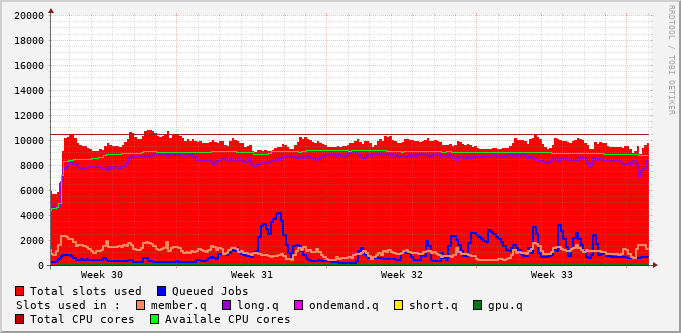 20000
18000
16000
14000
12000
10000
8000
6000
4000
2000
0
Week 30 Week 31 Week 32 Week 33
Total slots used Queued Jobs
Slots used in : member.q long.q ondemand.q short.q gpu.q
Total CPU cores Availale CPU cores
RRDTOOL / TOBI OETIKER